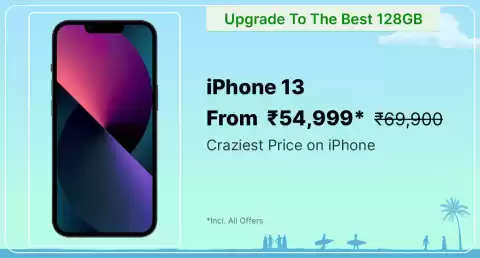 Upgrade To The Best 128GB
iPhone 13
From ₹54,999* ₹69,900
Craziest Price on iPhone
*Incl. All Offers